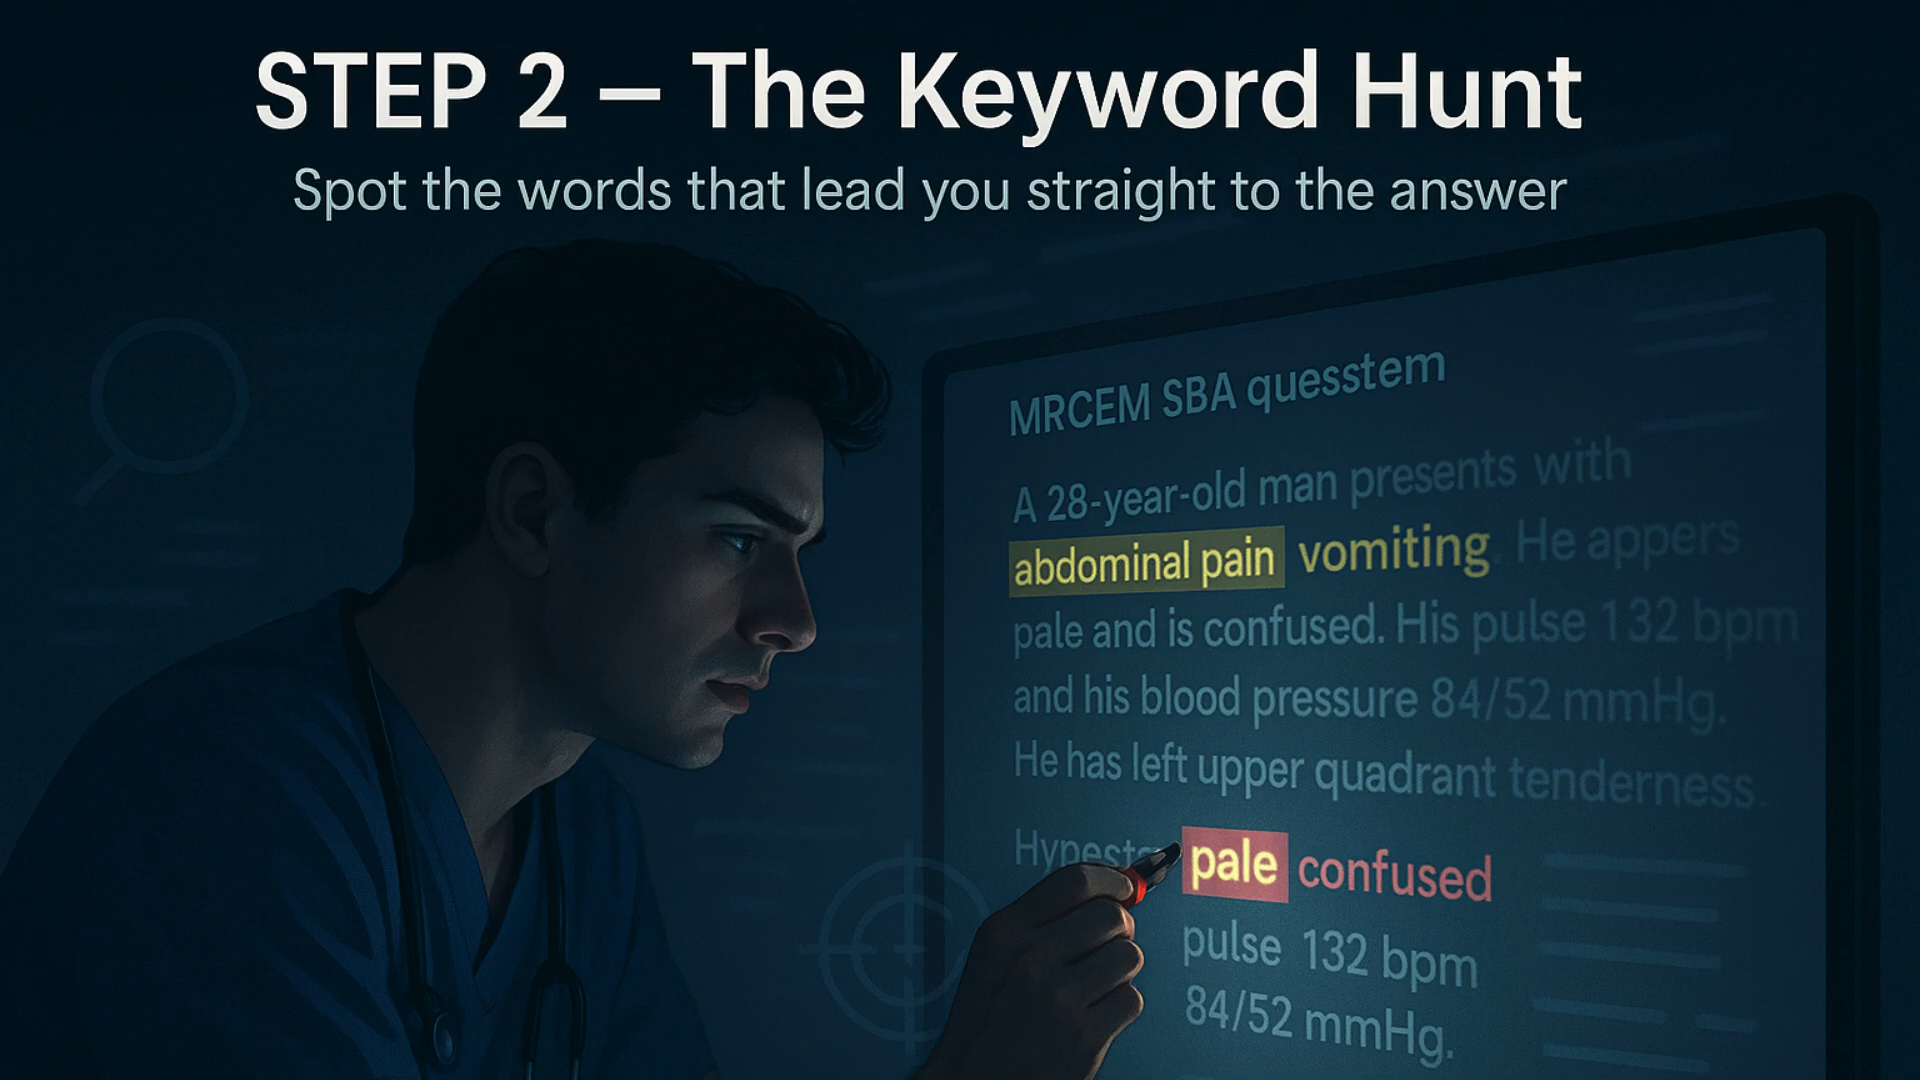 STEP 2 – The Keyword Hunt
Spot the words that lead you straight to the answer
MRCEM SBA quesstem
A 28-year-old man presents with
abdominal pain vomiting. He appers
pale and is confused. His pulse 132 bpm
and his blood pressure 84/52 mmHg.
He has left upper quadrant tenderness.
pale confused
pulse 132 bpm
84/52 mmHg.